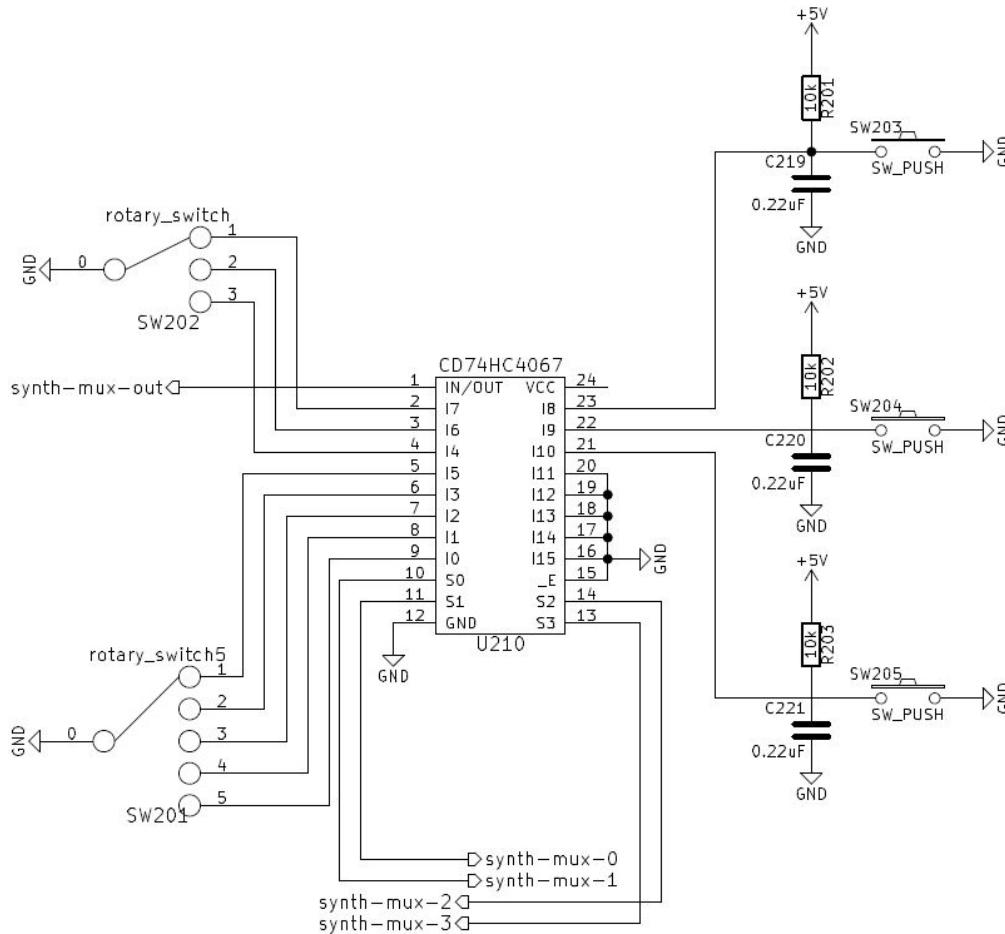 +5V
10k
R201
SW203
SW_PUSH
GND
C219
0.22uF
GND
rotary_switch
GND
0
1
2
3
SW202
+5V
10k
R202
SW204
SW_PUSH
GND
C220
0.22uF
GND
synth-mux-out
CD74HC4067
1 IN/OUT VCC 24
2 I7 I8 23
3 I6 I9 22
4 I4 I10 21
5 I5 I11 20
6 I3 I12 19
7 I2 I13 18
8 I1 I14 17
9 I0 I15 16
10 S0 _E 15
11 S1 S2 14
12 GND S3 13
U210
GND
GND
+5V
10k
R203
SW205
SW_PUSH
GND
C221
0.22uF
GND
rotary_switch5
GND
0
1
2
3
4
5
SW201
synth-mux-0
synth-mux-1
synth-mux-2
synth-mux-3